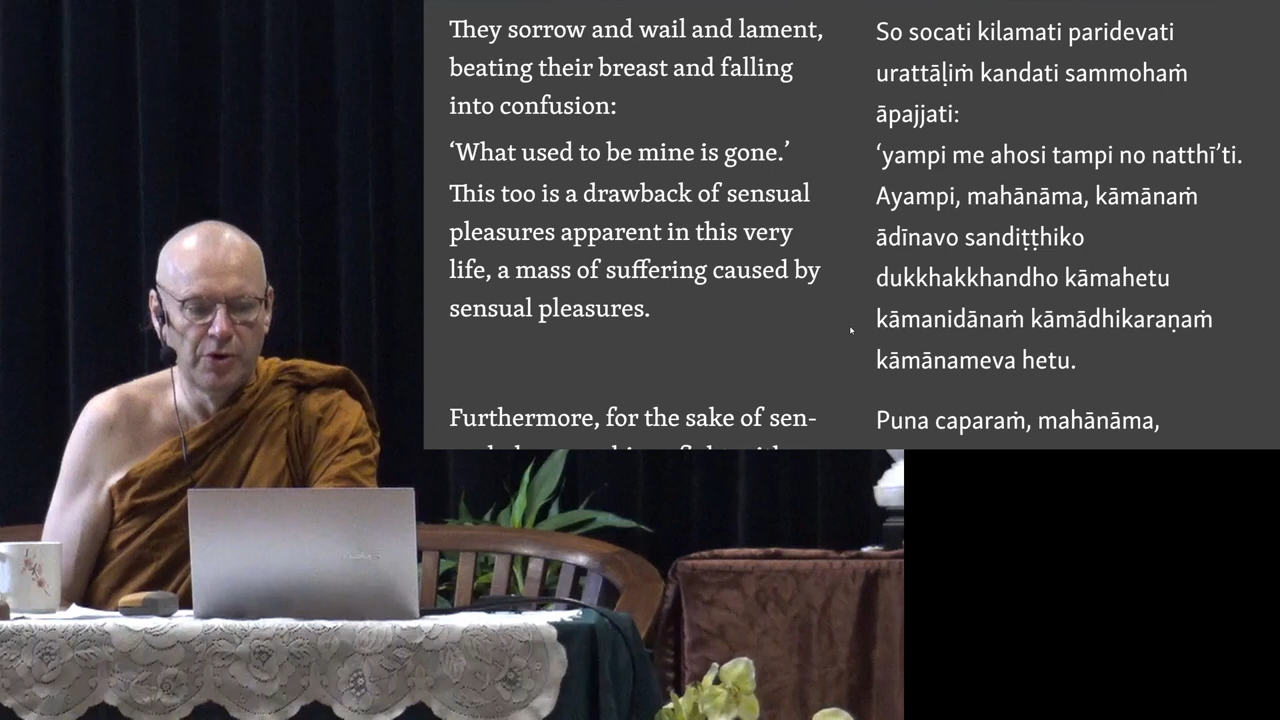 They sorrow and wail and lament,
beating their breast and falling
into confusion:
‘What used to be mine is gone.’
This too is a drawback of sensual
pleasures apparent in this very
life, a mass of suffering caused by
sensual pleasures.
Furthermore, for the sake of sen-
So socati kilamati paridevati
urattāḷiṁ kandati sammohaṁ
āpajjati:
‘yampi me ahosi tampi no natthī’ti.
Ayampi, mahānāma, kāmānaṁ
ādīnavo sandiṭṭhiko
dukkhakkhandho kāmahetu
kāmanidānaṁ kāmādhikaraṇaṁ
kāmānameva hetu.
Puna caparaṁ, mahānāma,